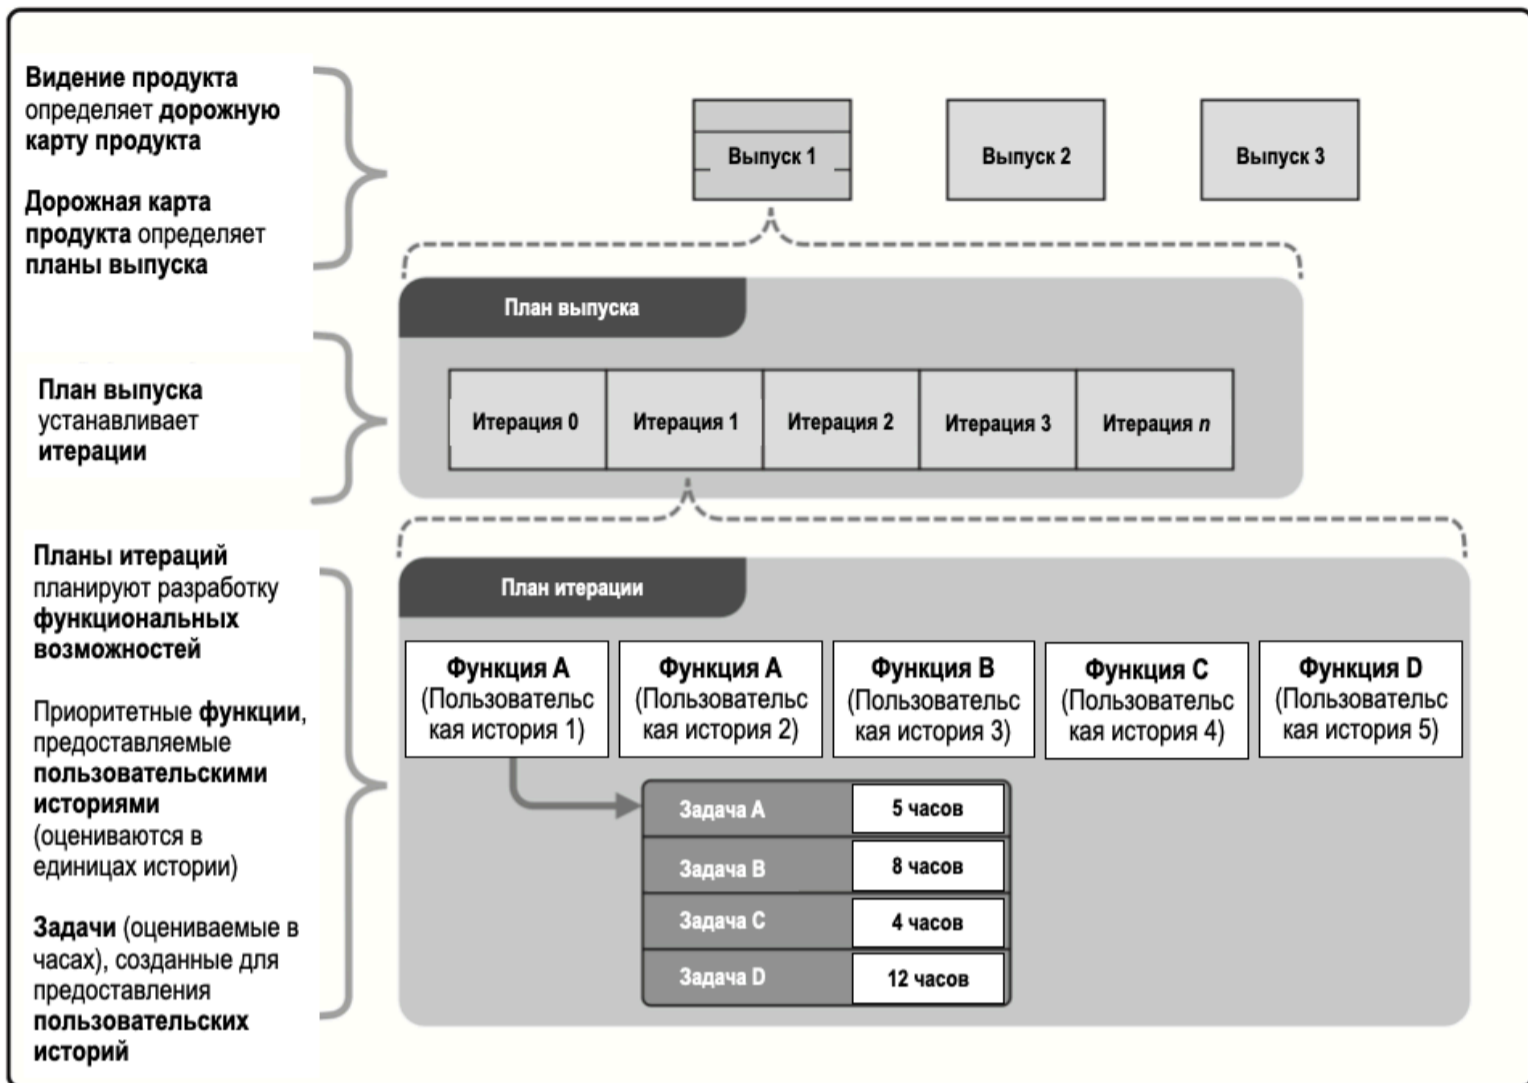 Видение продукта
определяет дорожную
карту продукта
Дорожная карта
продукта определяет
планы выпуска
Выпуск 1
Выпуск 2
Выпуск 3
План выпуска
План выпуска
устанавливает
итерации
Итерация 0
Итерация 1
Итерация 2
Итерация 3
Итерация n
Планы итераций
планируют разработку
функциональных
возможностей
Приоритетные функции,
предоставляемые
пользовательскими
историями
(оцениваются в
единицах истории)
Задачи (оцениваемые в
часах), созданные для
предоставления
пользовательских
историй
План итерации
Функция A
(Пользовательс
кая история 1)
Функция A
(Пользовательс
кая история 2)
Функция B
(Пользовательс
кая история 3)
Функция C
(Пользовательс
кая история 4)
Функция D
(Пользовательс
кая история 5)
Задача A
5 часов
Задача B
8 часов
Задача C
4 часов
Задача D
12 часов